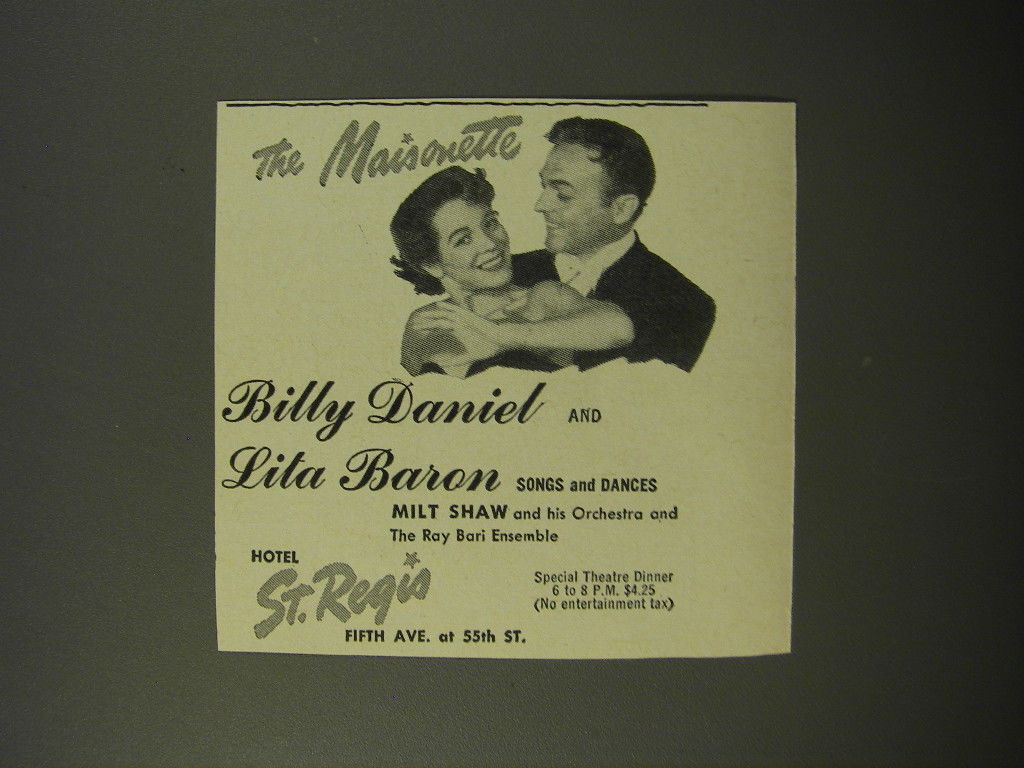 The Maisonette
Billy Daniel AND
Lita Baron SONGS and DANCES
MILT SHAW and his Orchestra and
The Ray Bari Ensemble
HOTEL
St. Regis
FIFTH AVE. at 55th ST.
Special Theatre Dinner
6 to 8 P.M. $4.25
(No entertainment tax)